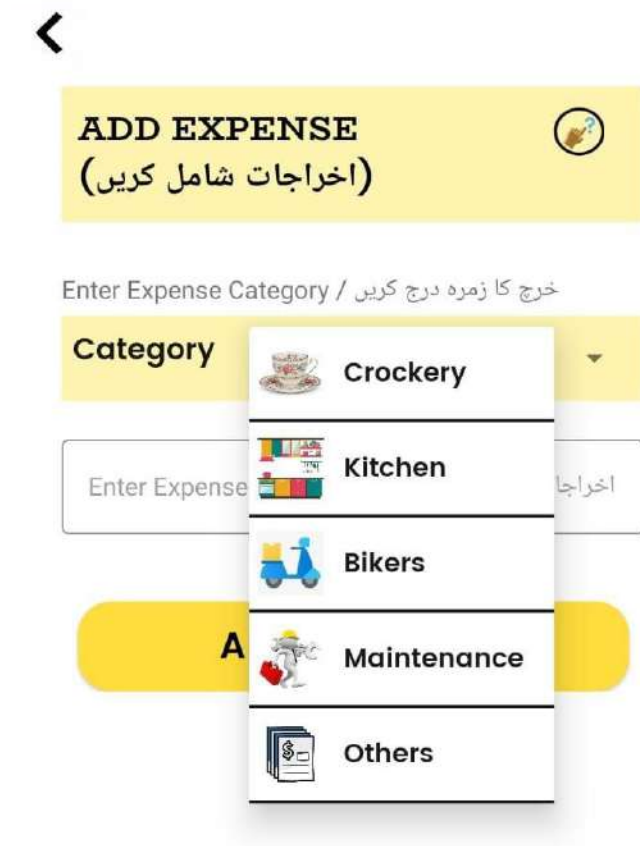 ADD EXPENSE
(اخراجات شامل کریں)
Enter Expense Category / خرچ کا زمرہ درج کریں
Category
Crockery
Enter Expense
Kitchen
Bikers
A
Maintenance
Others